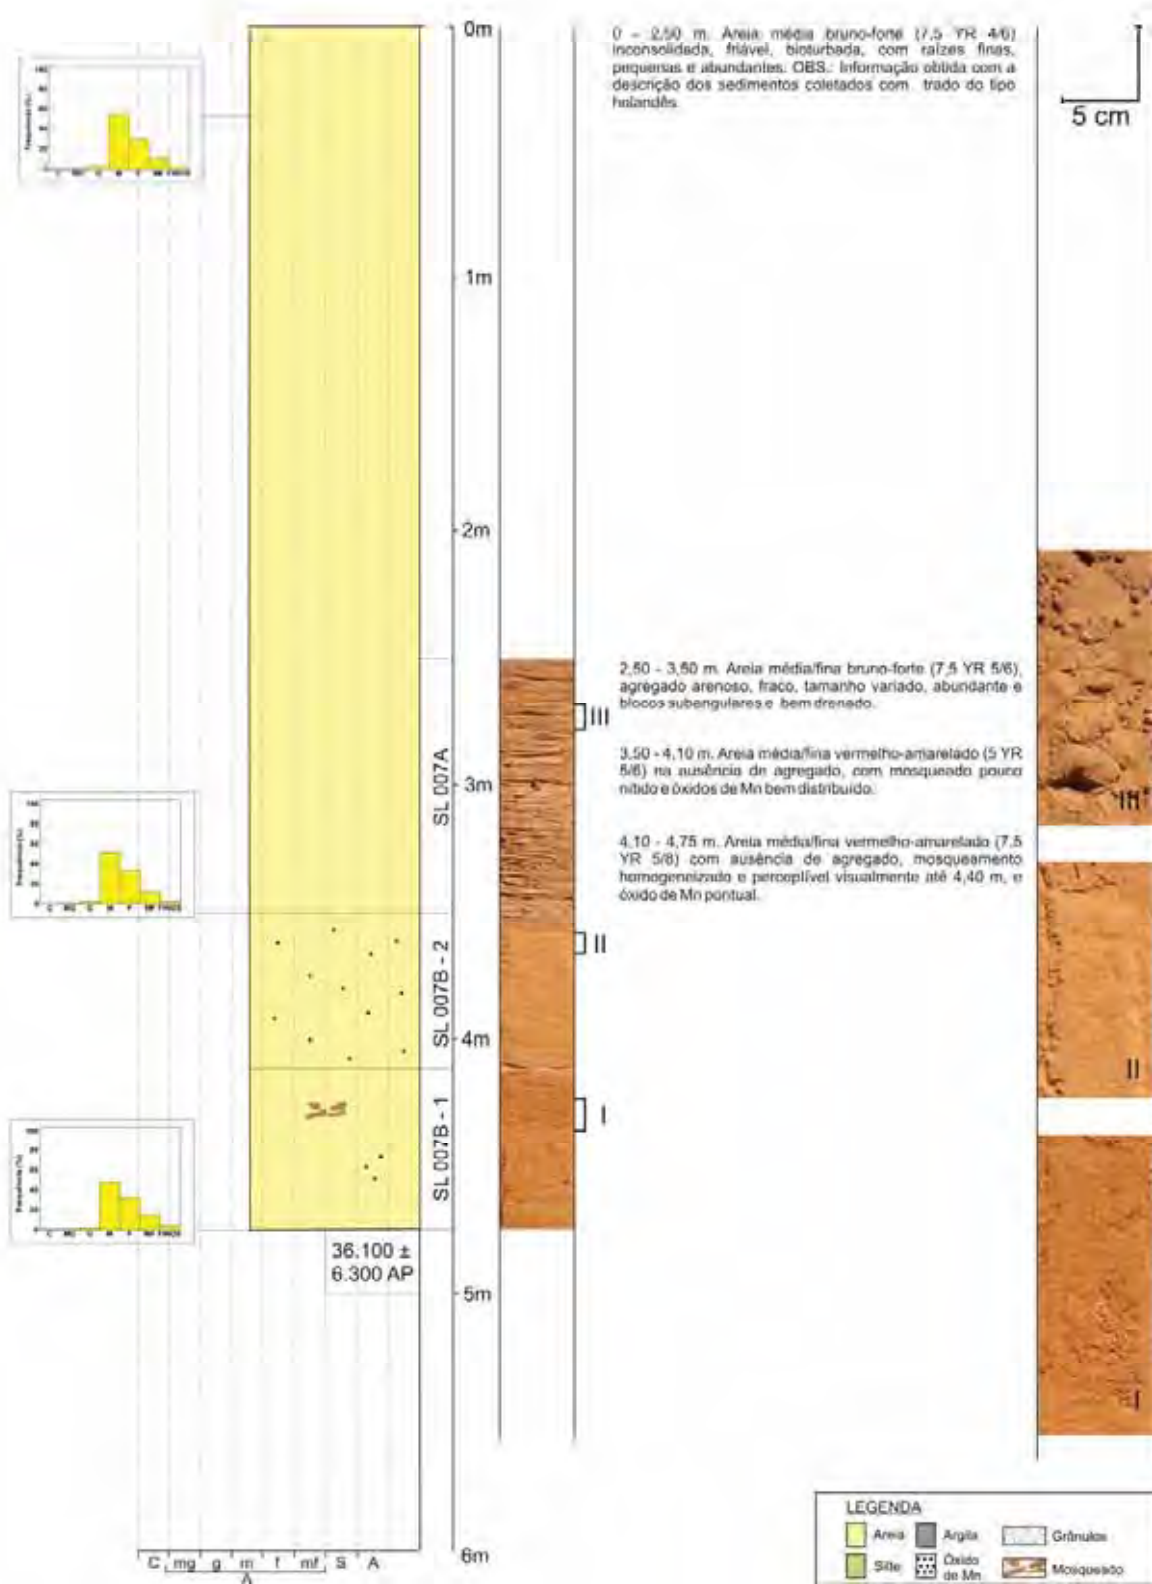 0m
0 – 2,50 m. Areia média bruno-forte (7,5 YR 4/6)
inconsolidada, friável, bioturbada, com raízes finas,
pequenas e abundantes. OBS.: Informação obtida com a
descrição dos sedimentos coletados com trado do tipo
holandês.
5 cm
Frequência (%)
1m
2m
2,50 - 3,50 m. Areia média/fina bruno-forte (7,5 YR 5/6),
agregado arenoso, fraco, tamanho variado, abundante e
blocos subangulares e bem drenado.
III
SL 007A
3m
3,50 - 4,10 m. Areia média/fina vermelho-amarelado (5 YR
5/6) na ausência de agregado, com mosqueado pouco
nítido e óxidos de Mn bem distribuído.
III
Frequência (%)
4,10 - 4,75 m. Areia média/fina vermelho-amarelado (7,5
YR 5/8) com ausência de agregado, mosqueamento
homogeneizado e perceptível visualmente até 4,40 m, e
óxido de Mn pontual.
SL 007B - 2
II
4m
II
SL 007B - 1
I
Frequência (%)
36.100 ±
6.300 AP
5m
I
6m
C mg g m f mf S A
A
LEGENDA
Areia Argila Grânulos
Silte Óxido de Mn Mosqueado